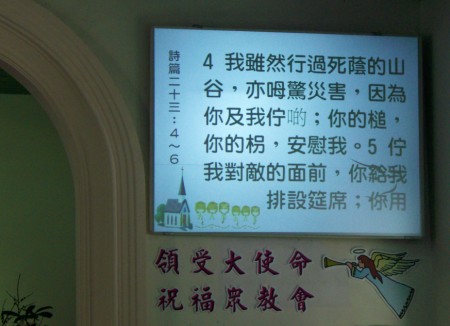 詩篇二十三：4～6
4 我雖然行過死蔭的山
谷，亦呣驚災害，因為
你及我佇啲；你的槌，
你的柺，安慰我。5 佇
我對敵的面前，你給我
排設筵席；你用
領受大使命
祝福眾教會